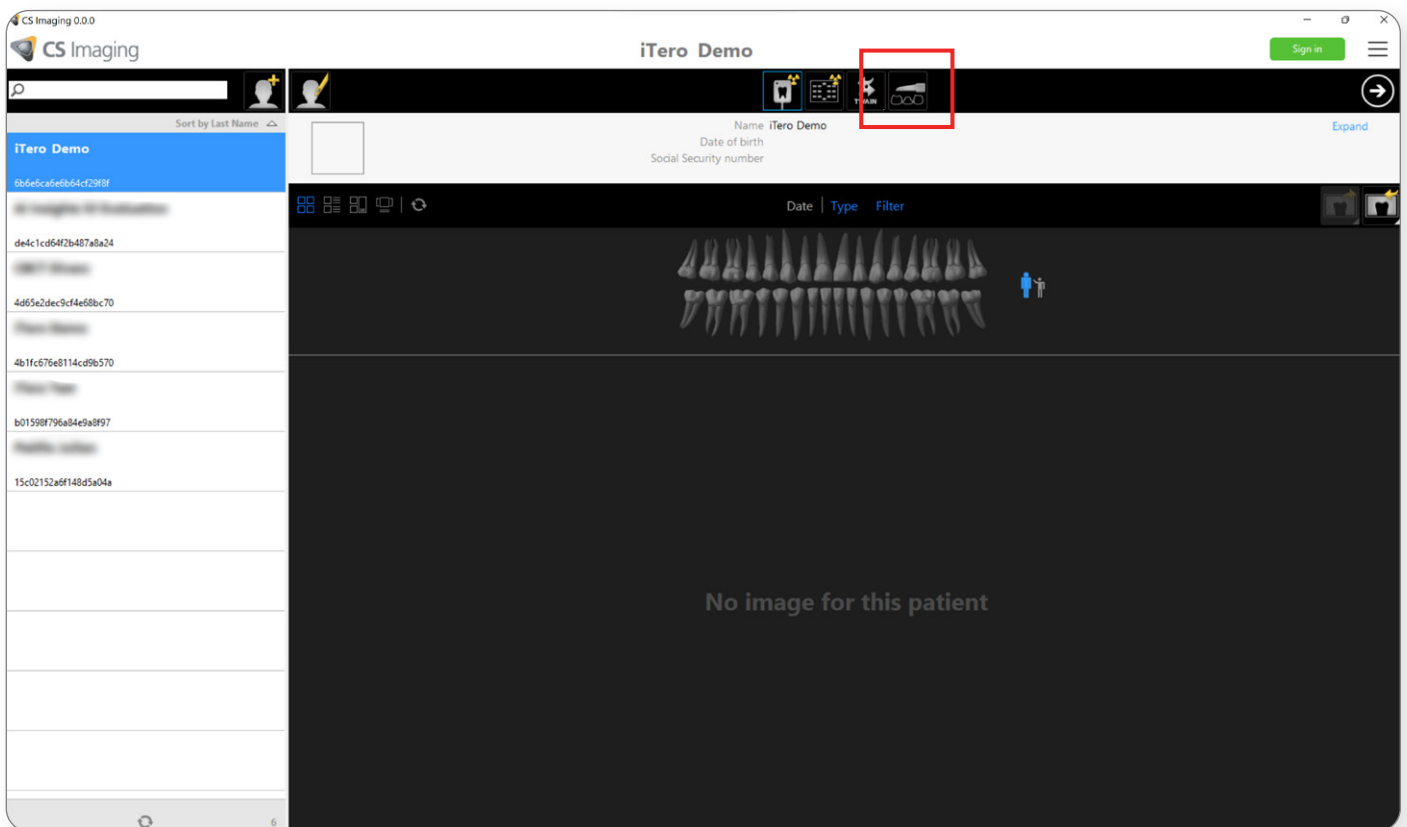 CS Imaging 0.0.0
CS Imaging
iTero Demo
Sign in
TWAIN
Sort by Last Name
Name iTero Demo
Date of birth
Social Security number
Expand
iTero Demo
6b6e6ca6e6b64cf29f8f
de4c1cd64f2b487a8a24
4d65e2dec9cf4e68bc70
4b1fc676e8114cd9b570
b01598f796a84e9a8f97
15c02152a6f148d5a04a
Date | Type Filter
No image for this patient
6